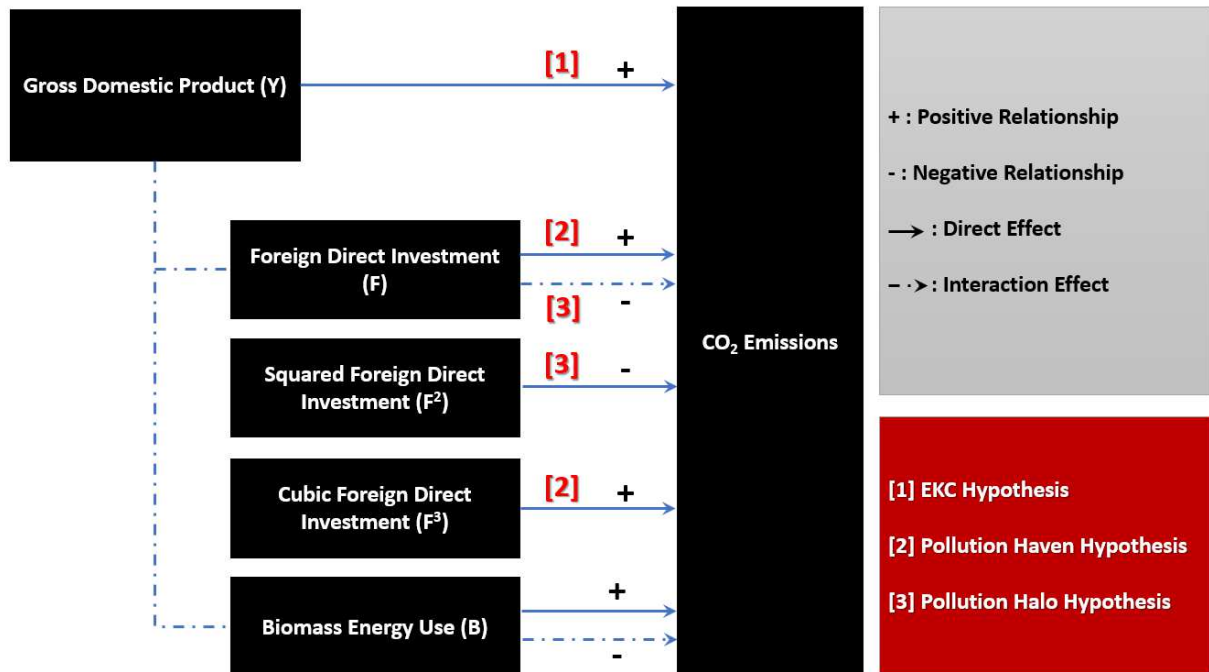 Gross Domestic Product (Y)
[1] +
[2] +
Foreign Direct Investment
(F)
[3] -
Squared Foreign Direct
Investment (F²)
[3] -
Cubic Foreign Direct
Investment (F³)
[2] +
Biomass Energy Use (B)
+
-
CO₂ Emissions
+ : Positive Relationship
- : Negative Relationship
: Direct Effect
: Interaction Effect
[1] EKC Hypothesis
[2] Pollution Haven Hypothesis
[3] Pollution Halo Hypothesis